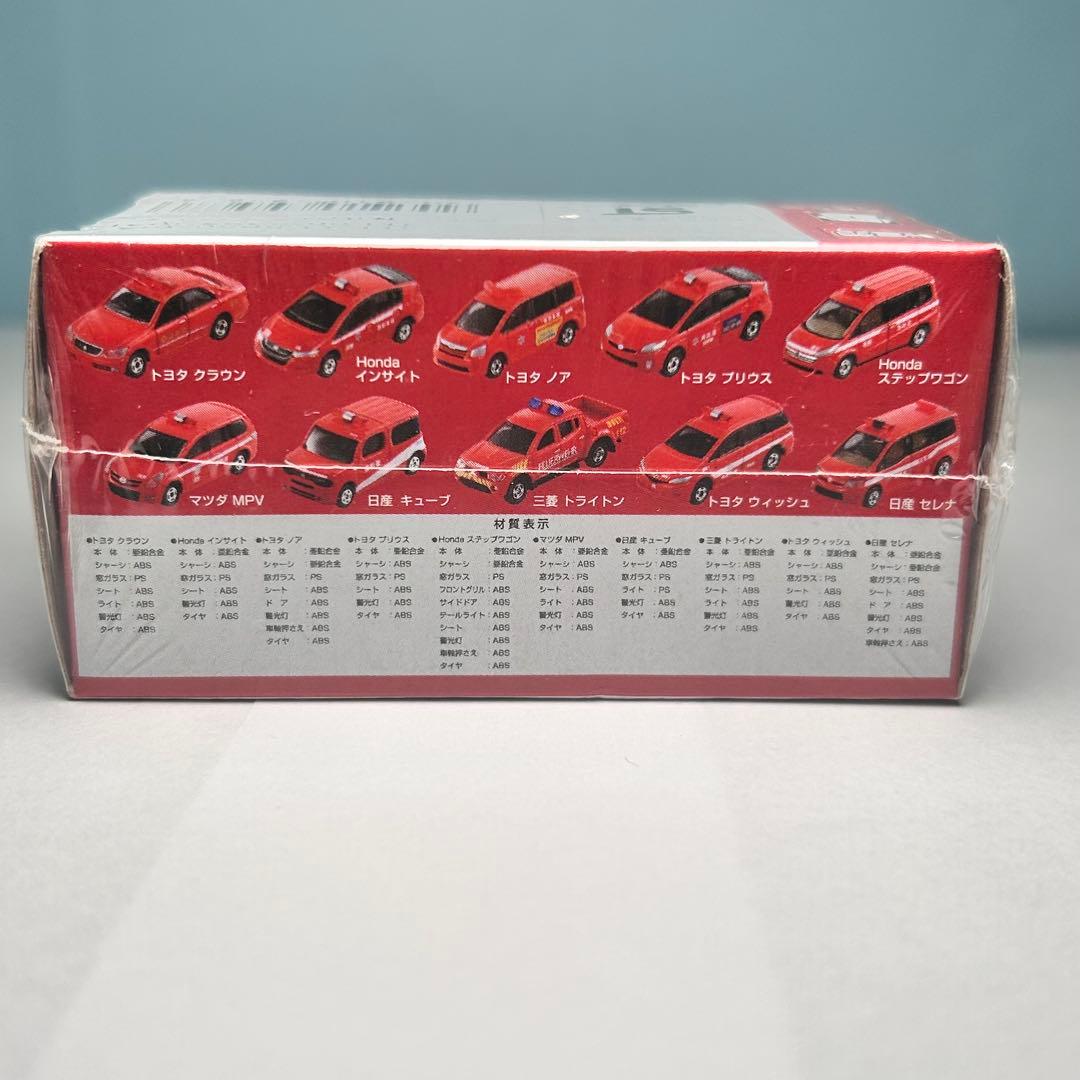 ST
トヨタ クラウン
Honda
インサイト
トヨタ ノア
トヨタ プリウス
Honda
ステップワゴン
マツダ MPV
日産 キューブ
FEUERWEHR
112
三菱 トライトン
トヨタ ウィッシュ
日産 セレナ
材質表示
●トヨタ クラウン
本体：亜鉛合金
シャーシ：ABS
窓ガラス：PS
シート：ABS
ライト：ABS
警光灯：ABS
タイヤ：ABS
●Honda インサイト
本体：亜鉛合金
シャーシ：ABS
窓ガラス：PS
シート：ABS
警光灯：ABS
タイヤ：ABS
●トヨタ ノア
本体：亜鉛合金
シャーシ：亜鉛合金
窓ガラス：PS
シート：ABS
ドア：ABS
警光灯：ABS
車輪押さえ：ABS
タイヤ：ABS
●トヨタ プリウス
本体：亜鉛合金
シャーシ：ABS
窓ガラス：PS
シート：ABS
警光灯：ABS
タイヤ：ABS
●Honda ステップワゴン
本体：亜鉛合金
シャーシ：亜鉛合金
窓ガラス：PS
フロントグリル：ABS
サイドドア：ABS
テールライト：ABS
シート：ABS
警光灯：ABS
車輪押さえ：ABS
タイヤ：ABS
●マツダ MPV
本体：亜鉛合金
シャーシ：ABS
窓ガラス：PS
シート：ABS
ライト：ABS
警光灯：ABS
タイヤ：ABS
●日産 キューブ
本体：亜鉛合金
シャーシ：ABS
窓ガラス：PS
ライト：PS
警光灯：ABS
タイヤ：ABS
●三菱 トライトン
本体：亜鉛合金
シャーシ：ABS
窓ガラス：PS
シート：ABS
ライト：ABS
警光灯：ABS
タイヤ：ABS
●トヨタ ウィッシュ
本体：亜鉛合金
シャーシ：ABS
窓ガラス：PS
シート：ABS
警光灯：ABS
タイヤ：ABS
●日産 セレナ
本体：亜鉛合金
シャーシ：亜鉛合金
窓ガラス：PS
シート：ABS
ドア：ABS
警光灯：ABS
タイヤ：ABS
車輪押さえ：ABS